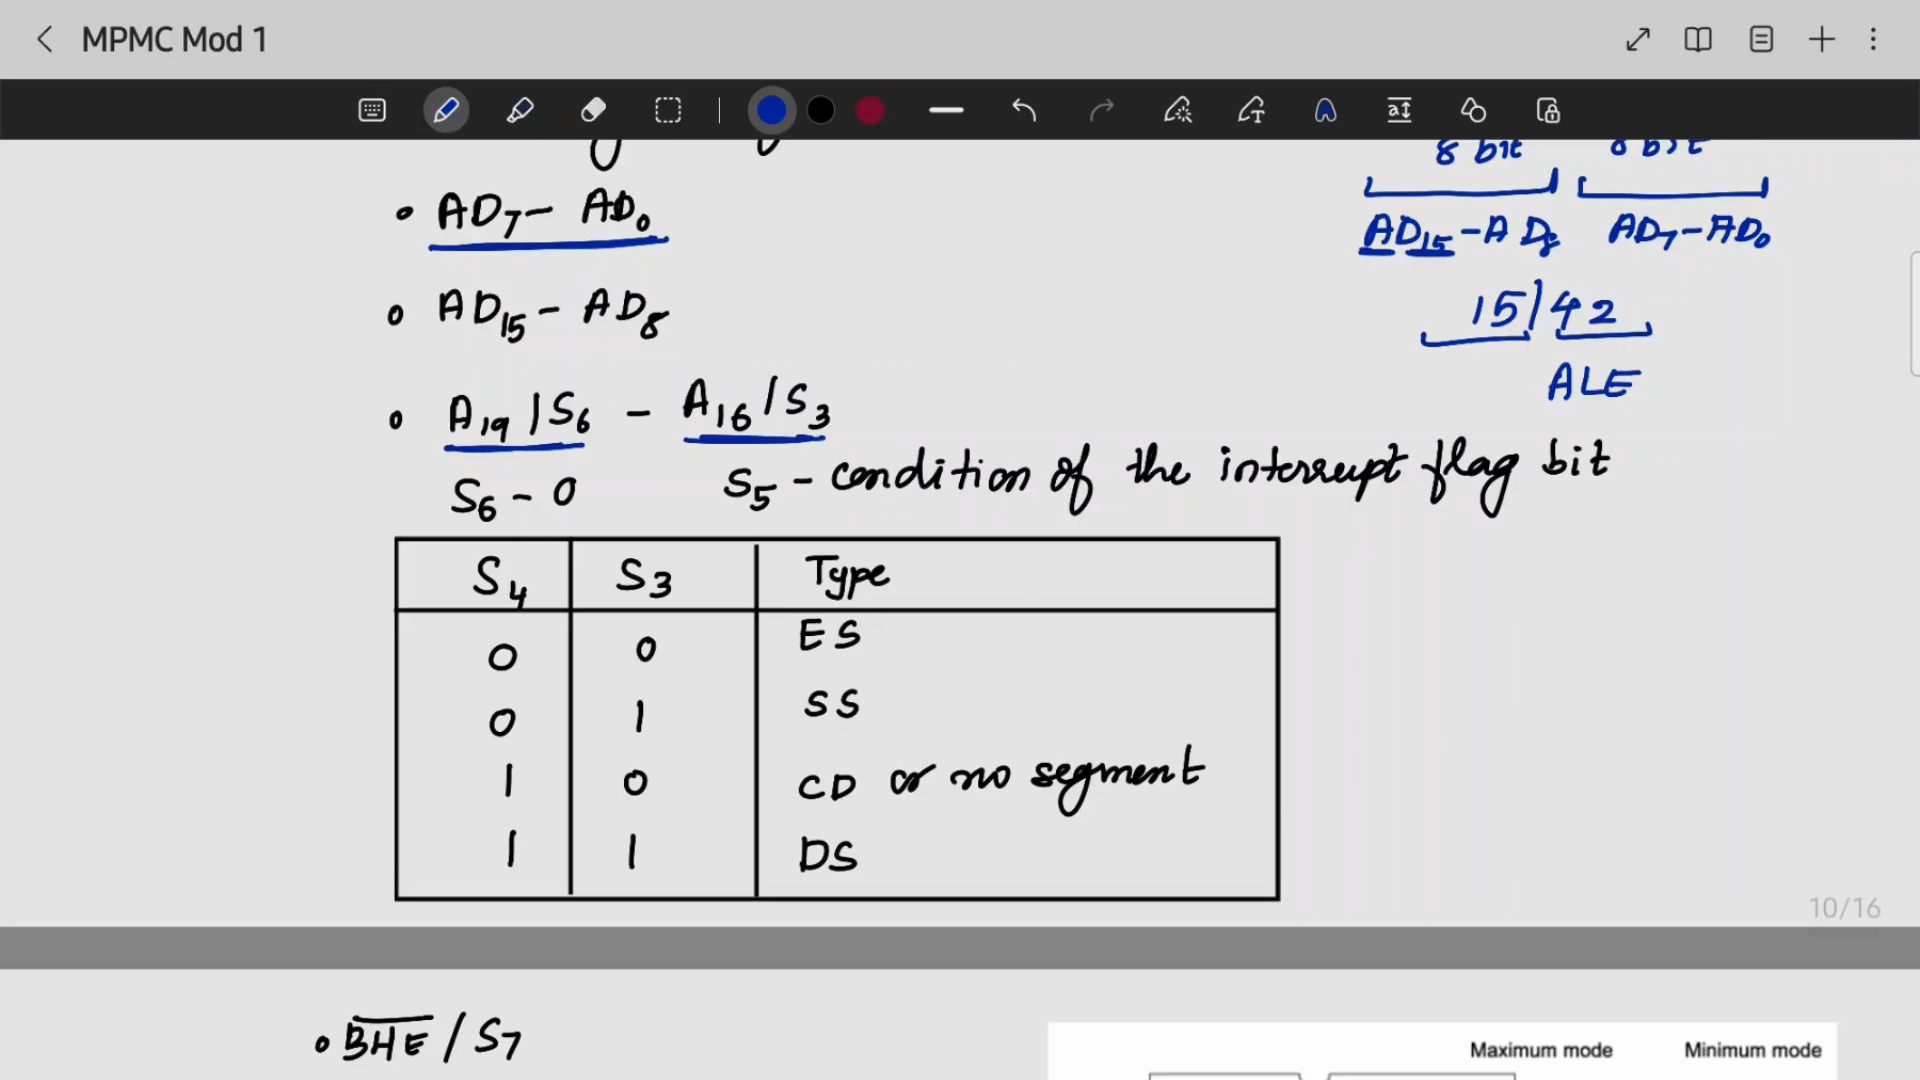 MPMC Mod 1
8 bit 8 bit
• AD7 - AD0
AD15 - AD8 AD7 - AD0
• AD15 - AD8
15/42
ALE
• A19/S6 - A16/S3
S6 - 0 S5 - condition of the interrupt flag bit
S4 S3 Type
0 0 ES
0 1 SS
1 0 CD or no segment
1 1 DS
10/16
• B̅H̅E̅ / S7
Maximum mode Minimum mode